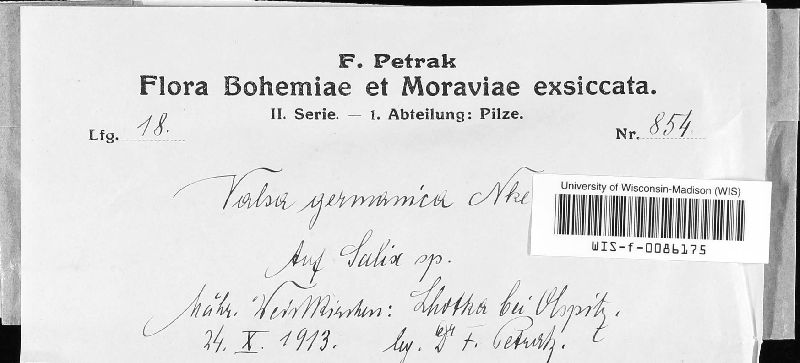 F. Petrak
Flora Bohemiae et Moraviae exsiccata.
II. Serie. — 1. Abteilung: Pilze.
Lfg. 18.
Nr. 854
Valsa germanica Nke
University of Wisconsin-Madison (WIS)
WIS-f-0086175
Auf Salix sp.
Mähr. Weisskirchen: Lhotka bei Olspitz.
24. X. 1913. lg. Dr F. Petrak.